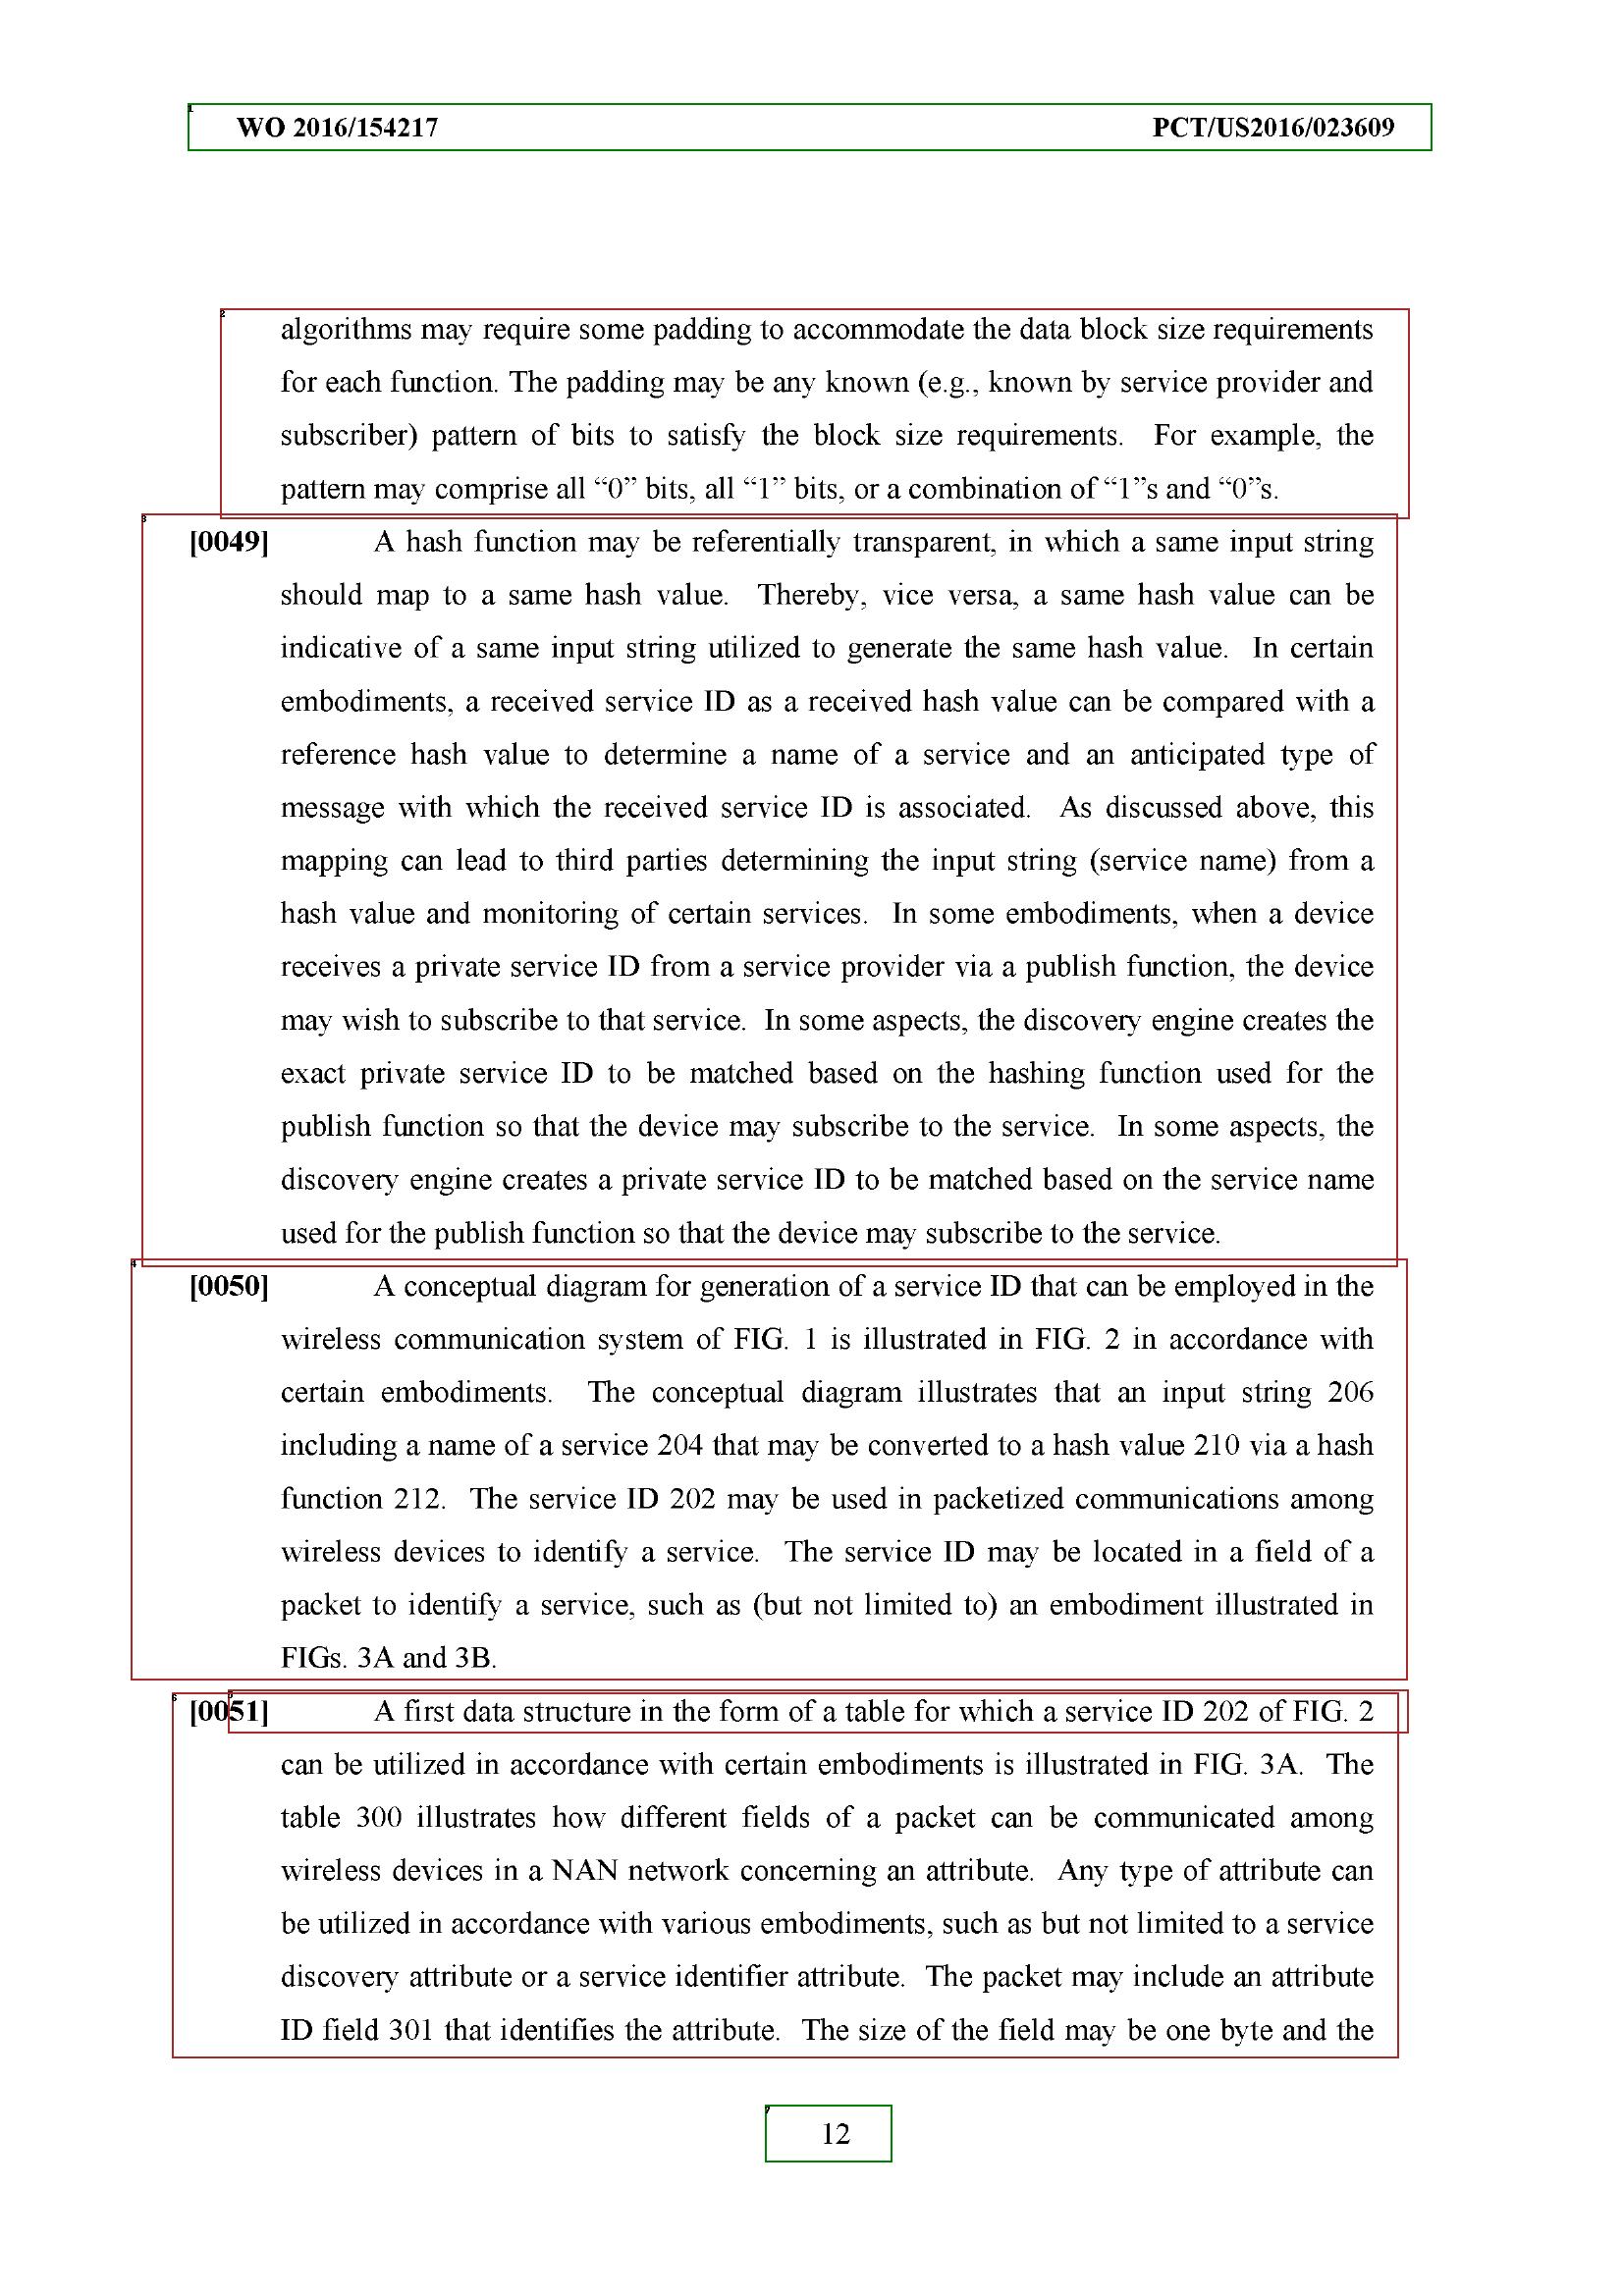 WO 2016/154217 PCT/US2016/023609
algorithms may require some padding to accommodate the data block size requirements
for each function. The padding may be any known (e.g., known by service provider and
subscriber) pattern of bits to satisfy the block size requirements. For example, the
pattern may comprise all “0” bits, all “1” bits, or a combination of “1”s and “0”s.
[0049] A hash function may be referentially transparent, in which a same input string
should map to a same hash value. Thereby, vice versa, a same hash value can be
indicative of a same input string utilized to generate the same hash value. In certain
embodiments, a received service ID as a received hash value can be compared with a
reference hash value to determine a name of a service and an anticipated type of
message with which the received service ID is associated. As discussed above, this
mapping can lead to third parties determining the input string (service name) from a
hash value and monitoring of certain services. In some embodiments, when a device
receives a private service ID from a service provider via a publish function, the device
may wish to subscribe to that service. In some aspects, the discovery engine creates the
exact private service ID to be matched based on the hashing function used for the
publish function so that the device may subscribe to the service. In some aspects, the
discovery engine creates a private service ID to be matched based on the service name
used for the publish function so that the device may subscribe to the service.
[0050] A conceptual diagram for generation of a service ID that can be employed in the
wireless communication system of FIG. 1 is illustrated in FIG. 2 in accordance with
certain embodiments. The conceptual diagram illustrates that an input string 206
including a name of a service 204 that may be converted to a hash value 210 via a hash
function 212. The service ID 202 may be used in packetized communications among
wireless devices to identify a service. The service ID may be located in a field of a
packet to identify a service, such as (but not limited to) an embodiment illustrated in
FIGs. 3A and 3B.
[0051] A first data structure in the form of a table for which a service ID 202 of FIG. 2
can be utilized in accordance with certain embodiments is illustrated in FIG. 3A. The
table 300 illustrates how different fields of a packet can be communicated among
wireless devices in a NAN network concerning an attribute. Any type of attribute can
be utilized in accordance with various embodiments, such as but not limited to a service
discovery attribute or a service identifier attribute. The packet may include an attribute
ID field 301 that identifies the attribute. The size of the field may be one byte and the
12